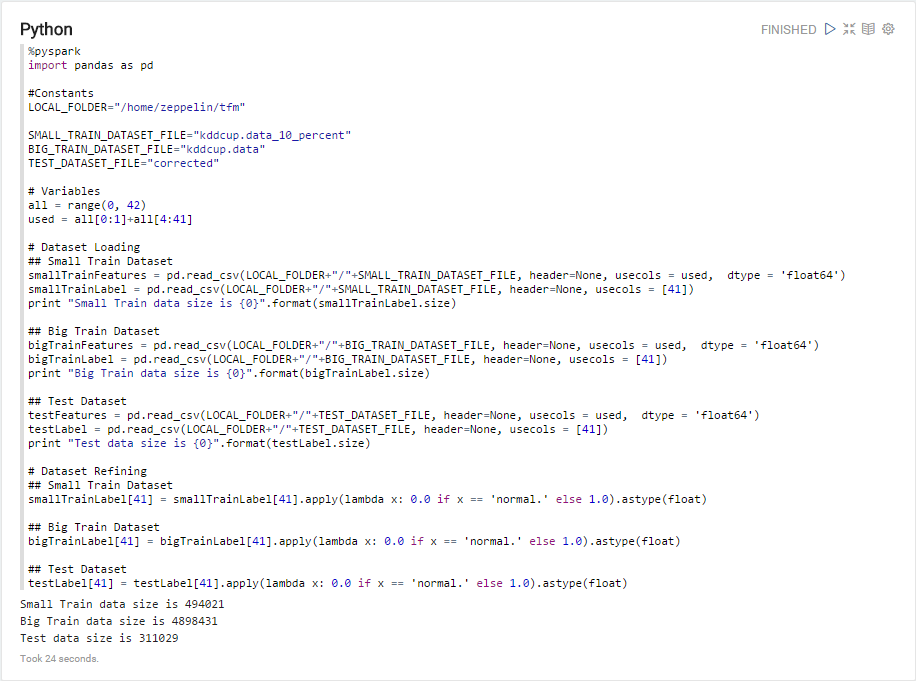 Python
FINISHED
%pyspark
import pandas as pd
#Constants
LOCAL_FOLDER="/home/zeppelin/tfm"
SMALL_TRAIN_DATASET_FILE="kddcup.data_10_percent"
BIG_TRAIN_DATASET_FILE="kddcup.data"
TEST_DATASET_FILE="corrected"
# Variables
all = range(0, 42)
used = all[0:1]+all[4:41]
# Dataset Loading
## Small Train Dataset
smallTrainFeatures = pd.read_csv(LOCAL_FOLDER+"/"+SMALL_TRAIN_DATASET_FILE, header=None, usecols = used,  dtype = 'float64')
smallTrainLabel = pd.read_csv(LOCAL_FOLDER+"/"+SMALL_TRAIN_DATASET_FILE, header=None, usecols = [41])
print "Small Train data size is {0}".format(smallTrainLabel.size)
## Big Train Dataset
bigTrainFeatures = pd.read_csv(LOCAL_FOLDER+"/"+BIG_TRAIN_DATASET_FILE, header=None, usecols = used,  dtype = 'float64')
bigTrainLabel = pd.read_csv(LOCAL_FOLDER+"/"+BIG_TRAIN_DATASET_FILE, header=None, usecols = [41])
print "Big Train data size is {0}".format(bigTrainLabel.size)
## Test Dataset
testFeatures = pd.read_csv(LOCAL_FOLDER+"/"+TEST_DATASET_FILE, header=None, usecols = used,  dtype = 'float64')
testLabel = pd.read_csv(LOCAL_FOLDER+"/"+TEST_DATASET_FILE, header=None, usecols = [41])
print "Test data size is {0}".format(testLabel.size)
# Dataset Refining
## Small Train Dataset
smallTrainLabel[41] = smallTrainLabel[41].apply(lambda x: 0.0 if x == 'normal.' else 1.0).astype(float)
## Big Train Dataset
bigTrainLabel[41] = bigTrainLabel[41].apply(lambda x: 0.0 if x == 'normal.' else 1.0).astype(float)
## Test Dataset
testLabel[41] = testLabel[41].apply(lambda x: 0.0 if x == 'normal.' else 1.0).astype(float)
Small Train data size is 494021
Big Train data size is 4898431
Test data size is 311029
Took 24 seconds.